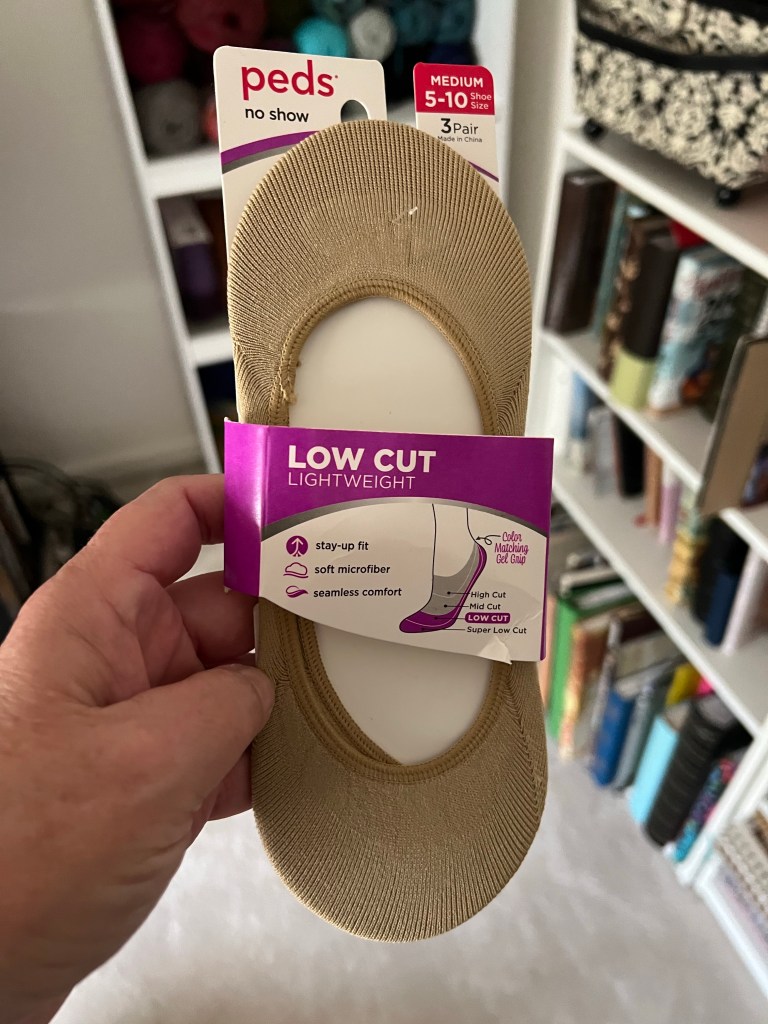 peds
no show
MEDIUM
5-10 Shoe Size
3 Pair
Made in China
LOW CUT
LIGHTWEIGHT
stay-up fit
soft microfiber
seamless comfort
Color
Matching
Gel Grip
High Cut
Mid Cut
LOW CUT
Super Low Cut